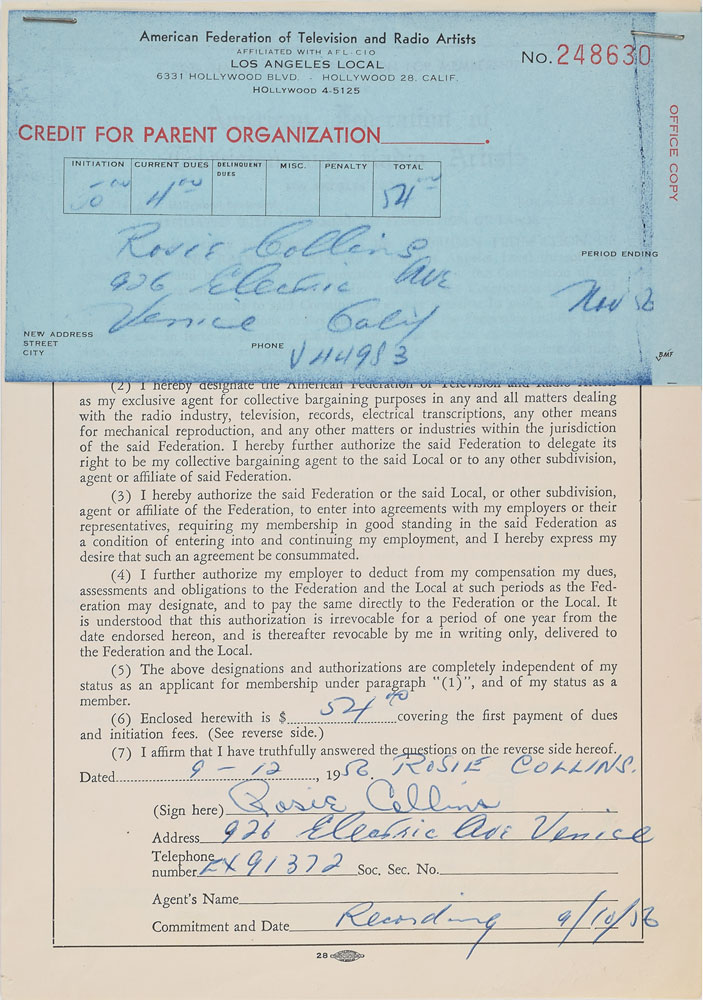 American Federation of Television and Radio Artists
AFFILIATED WITH AFL-CIO
LOS ANGELES LOCAL
6331 HOLLYWOOD BLVD. - HOLLYWOOD 28, CALIF.
HOLLYWOOD 4-5125
No. 248630
OFFICE COPY
CREDIT FOR PARENT ORGANIZATION.
INITIATION CURRENT DUES DELINQUENT DUES MISC. PENALTY TOTAL
50 00 4 00 54 00
Rosie Collins
926 Electric Ave
Venice Calif
PERIOD ENDING
Nov 56
NEW ADDRESS
STREET
CITY
PHONE
BMF
(2) I hereby designate the American Federation of Television and Radio Artists
as my exclusive agent for collective bargaining purposes in any and all matters dealing
with the radio industry, television, records, electrical transcriptions, any other means
for mechanical reproduction, and any other matters or industries within the jurisdiction
of the said Federation. I hereby further authorize the said Federation to delegate its
right to be my collective bargaining agent to the said Local or to any other subdivision,
agent or affiliate of said Federation.
(3) I hereby authorize the said Federation or the said Local, or other subdivision,
agent or affiliate of the Federation, to enter into agreements with my employers or their
representatives, requiring my membership in good standing in the said Federation as
a condition of entering into and continuing my employment, and I hereby express my
desire that such an agreement be consummated.
(4) I further authorize my employer to deduct from my compensation my dues,
assessments and obligations to the Federation and the Local at such periods as the Fed-
eration may designate, and to pay the same directly to the Federation or the Local. It
is understood that this authorization is irrevocable for a period of one year from the
date endorsed hereon, and is thereafter revocable by me in writing only, delivered to
the Federation and the Local.
(5) The above designations and authorizations are completely independent of my
status as an applicant for membership under paragraph "(1)", and of my status as a
member.
(6) Enclosed herewith is $ 54 00 covering the first payment of dues
and initiation fees. (See reverse side.)
(7) I affirm that I have truthfully answered the questions on the reverse side hereof.
Dated 9 - 12, 1956. ROSIE COLLINS.
(Sign here) Rosie Collins
Address 926 Electric Ave Venice
Telephone
number EX91372 Soc. Sec. No.
Agent's Name
Commitment and Date Recording 9/10/56
28